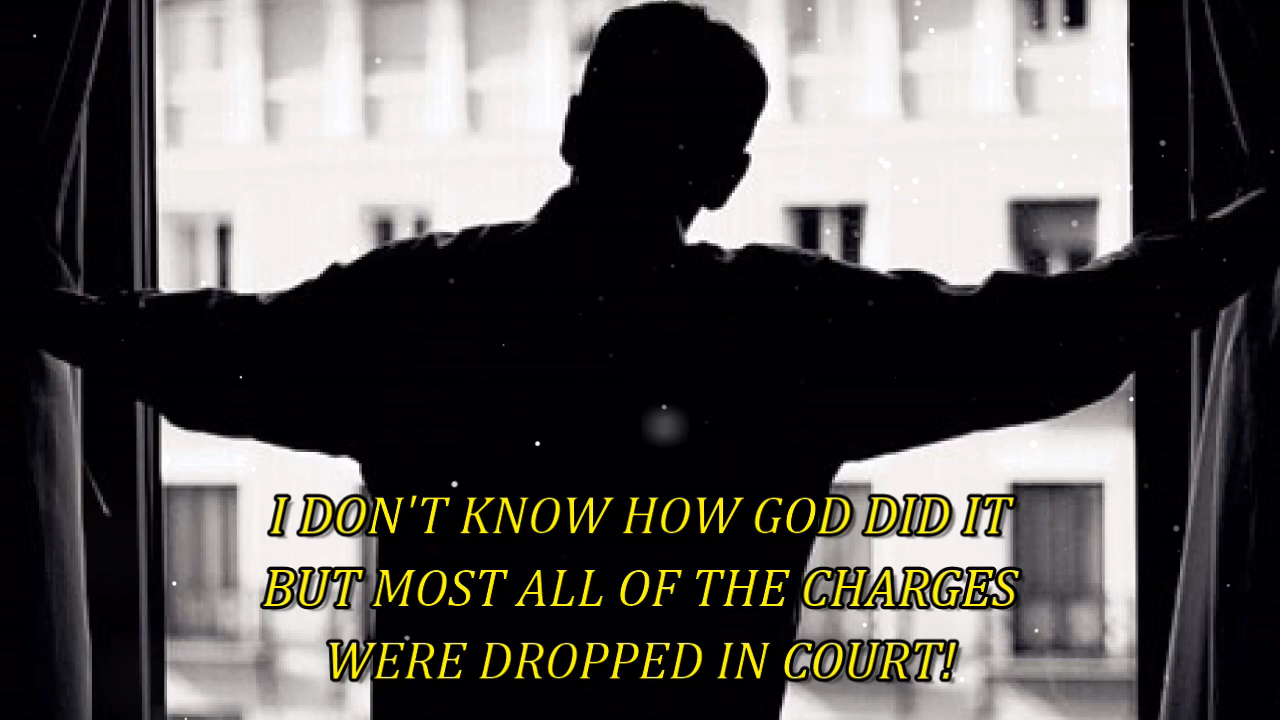 I DON'T KNOW HOW GOD DID IT
BUT MOST ALL OF THE CHARGES
WERE DROPPED IN COURT!